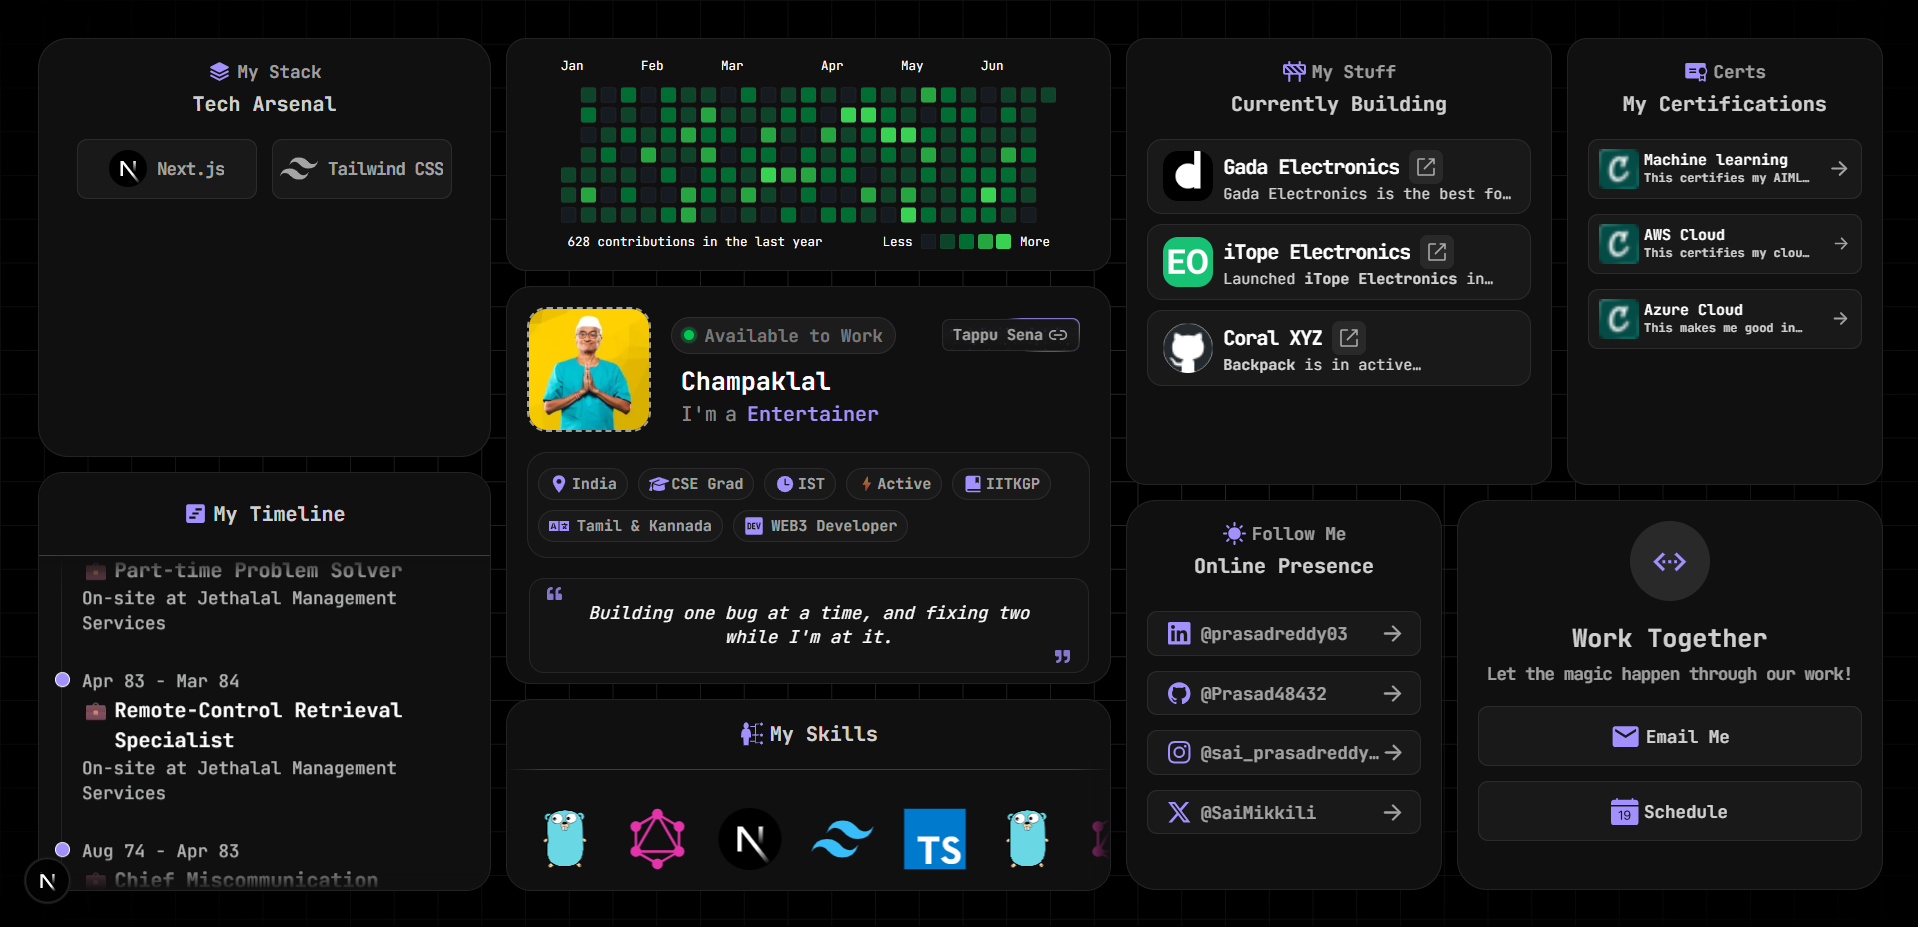 My Stack
Tech Arsenal
Next.js
Tailwind CSS
My Timeline
Part-time Problem Solver
On-site at Jethalal Management
Services
Apr 83 - Mar 84
Remote-Control Retrieval
Specialist
On-site at Jethalal Management
Services
Aug 74 - Apr 83
Chief Miscommunication
N
Jan Feb Mar Apr May Jun
628 contributions in the last year
Less More
Available to Work
Tappu Sena
Champaklal
I'm a Entertainer
India
CSE Grad
IST
Active
IITKGP
Tamil & Kannada
DEV WEB3 Developer
“
Building one bug at a time, and fixing two
while I'm at it.
”
My Skills
N
TS
My Stuff
Currently Building
d
Gada Electronics
Gada Electronics is the best fo…
EO
iTope Electronics
Launched iTope Electronics in…
Coral XYZ
Backpack is in active…
Certs
My Certifications
C
Machine learning
This certifies my AIML…
C
AWS Cloud
This certifies my clou…
C
Azure Cloud
This makes me good in…
Follow Me
Online Presence
in @prasadreddy03
@Prasad48432
@sai_prasadreddy…
X @SaiMikkili
Work Together
Let the magic happen through our work!
Email Me
19 Schedule